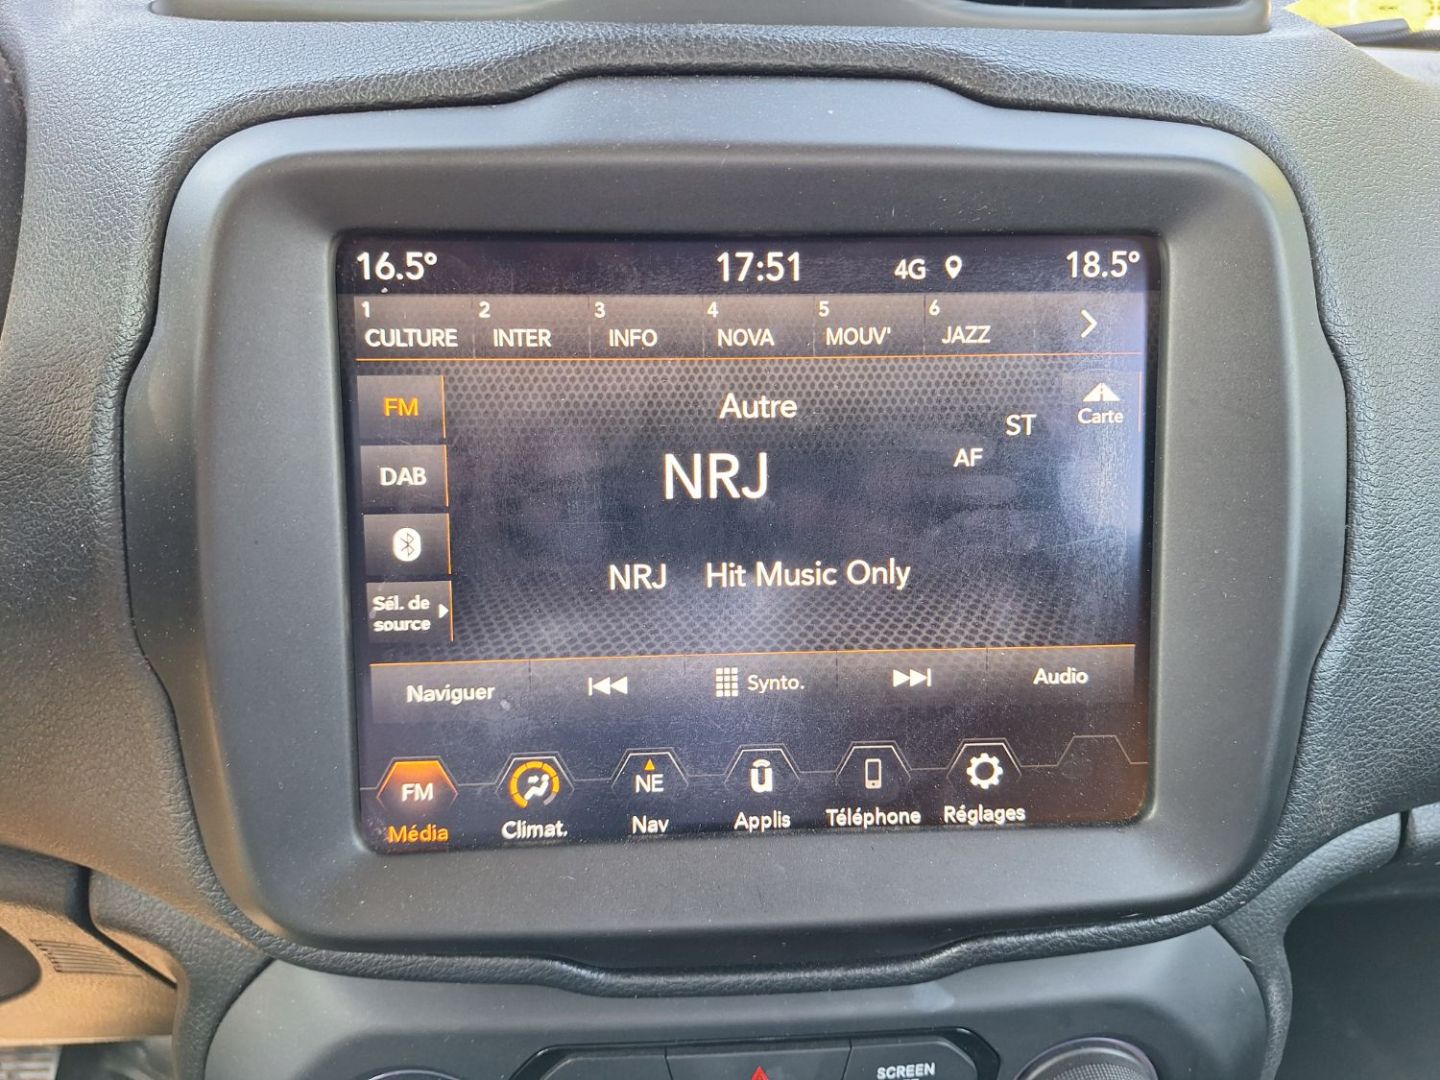 16.5° 17:51 4G 18.5°
1 2 3 4 5 6
CULTURE INTER INFO NOVA MOUV' JAZZ
FM Autre Carte
ST
AF
DAB NRJ
NRJ Hit Music Only
Sél. de
source
Naviguer Synto. Audio
FM NE u
Média Climat. Nav Applis Téléphone Réglages
SCREEN